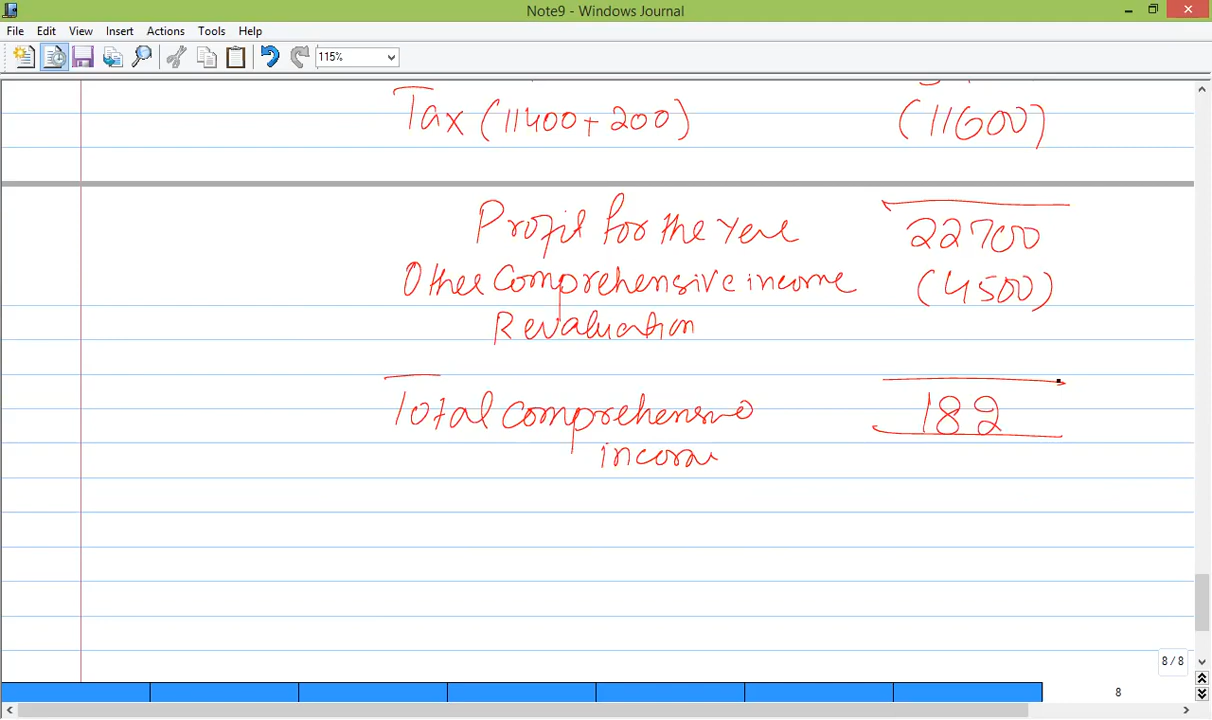 Note9 - Windows Journal
File Edit View Insert Actions Tools Help
115%
Tax (11400+200) (11600)
Profit for the Year 22700
Other Comprehensive income (4500)
Revaluation
Total comprehensive 182
income
8 / 8
8